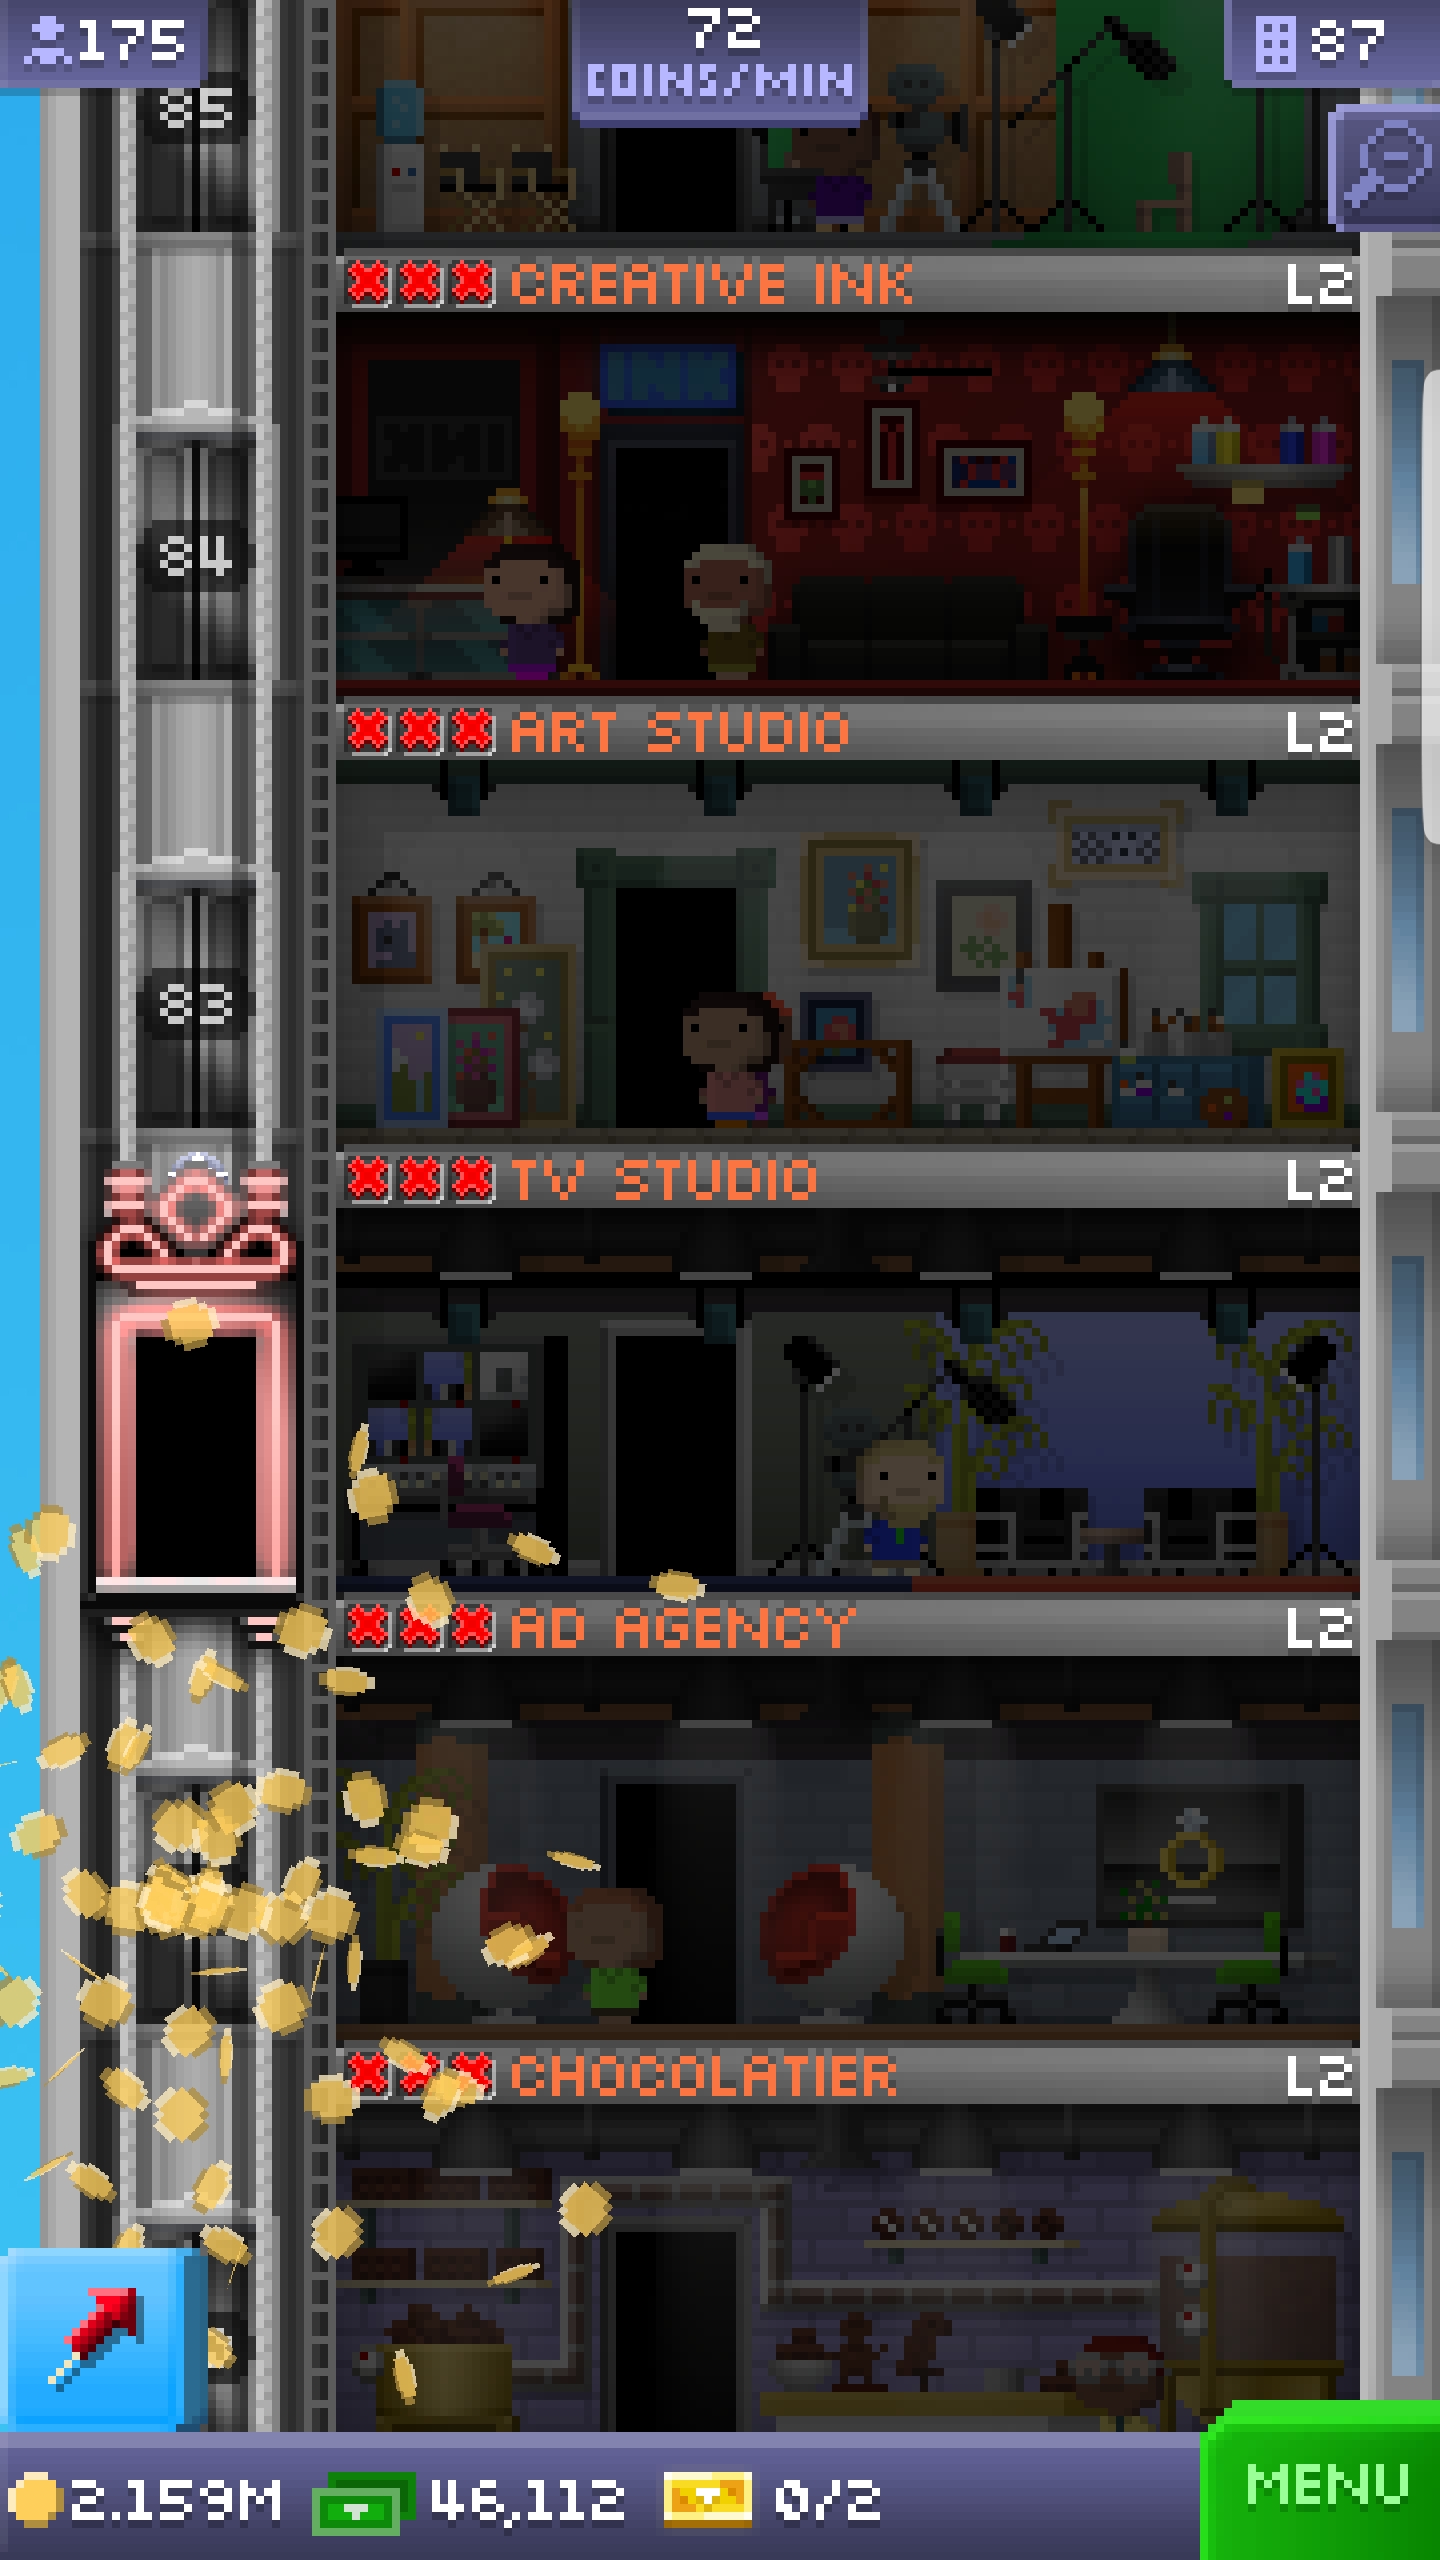 175
72
COINS/MIN
87
85
CREATIVE INK
L2
INK
84
ART STUDIO
L2
83
TV STUDIO
L2
AD AGENCY
L2
CHOCOLATIER
L2
2.159M
46,112
0/2
MENU